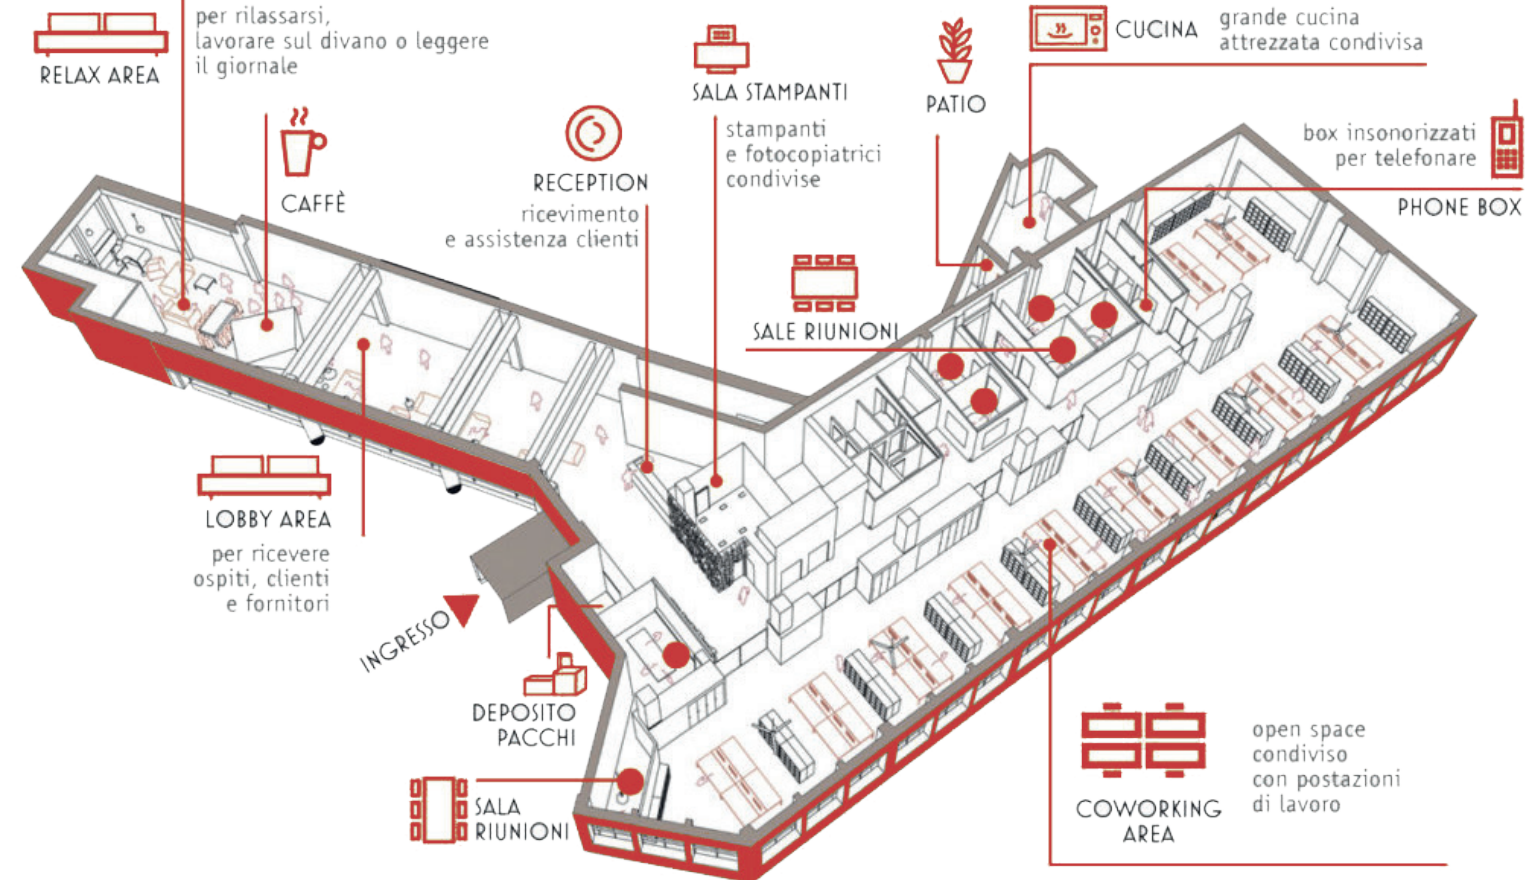 RELAX AREA
per rilassarsi,
lavorare sul divano o leggere
il giornale
CAFFÈ
RECEPTION
ricevimento
e assistenza clienti
SALA STAMPANTI
stampanti
e fotocopiatrici
condivise
PATIO
CUCINA
grande cucina
attrezzata condivisa
box insonorizzati
per telefonare
PHONE BOX
SALE RIUNIONI
LOBBY AREA
per ricevere
ospiti, clienti
e fornitori
INGRESSO
DEPOSITO
PACCHI
SALA
RIUNIONI
COWORKING
AREA
open space
condiviso
con postazioni
di lavoro